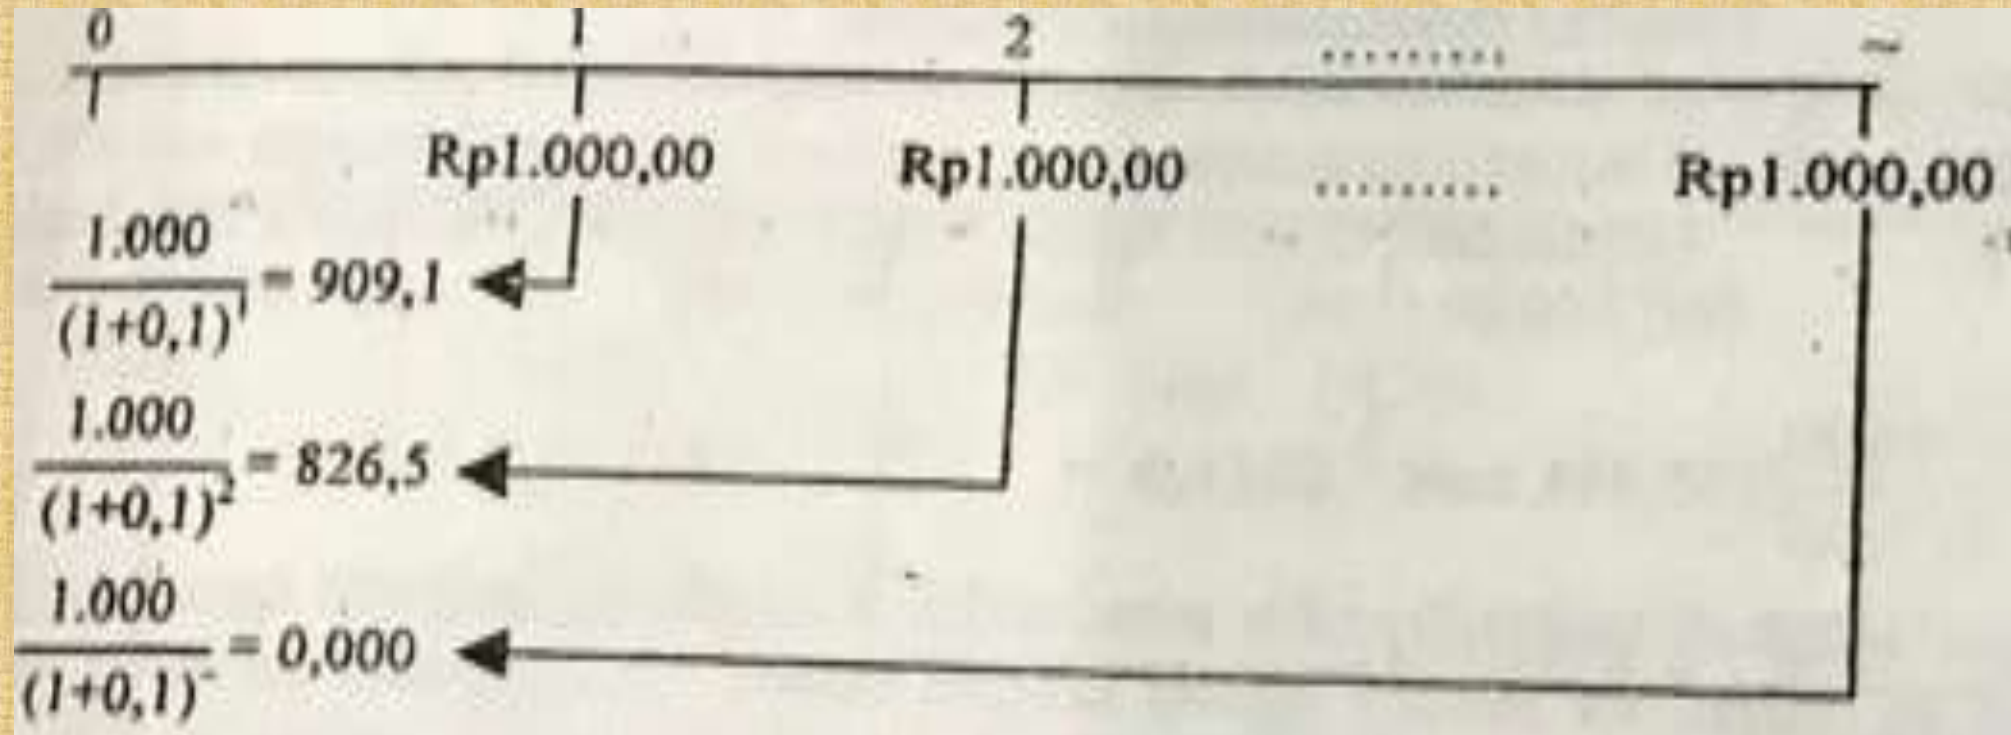 0 1 2 ......... ~
Rp1.000,00 Rp1.000,00 ......... Rp1.000,00
1.000
(1+0,1)¹ = 909,1
1.000
(1+0,1)² = 826,5
1.000
(1+0,1)~ = 0,000